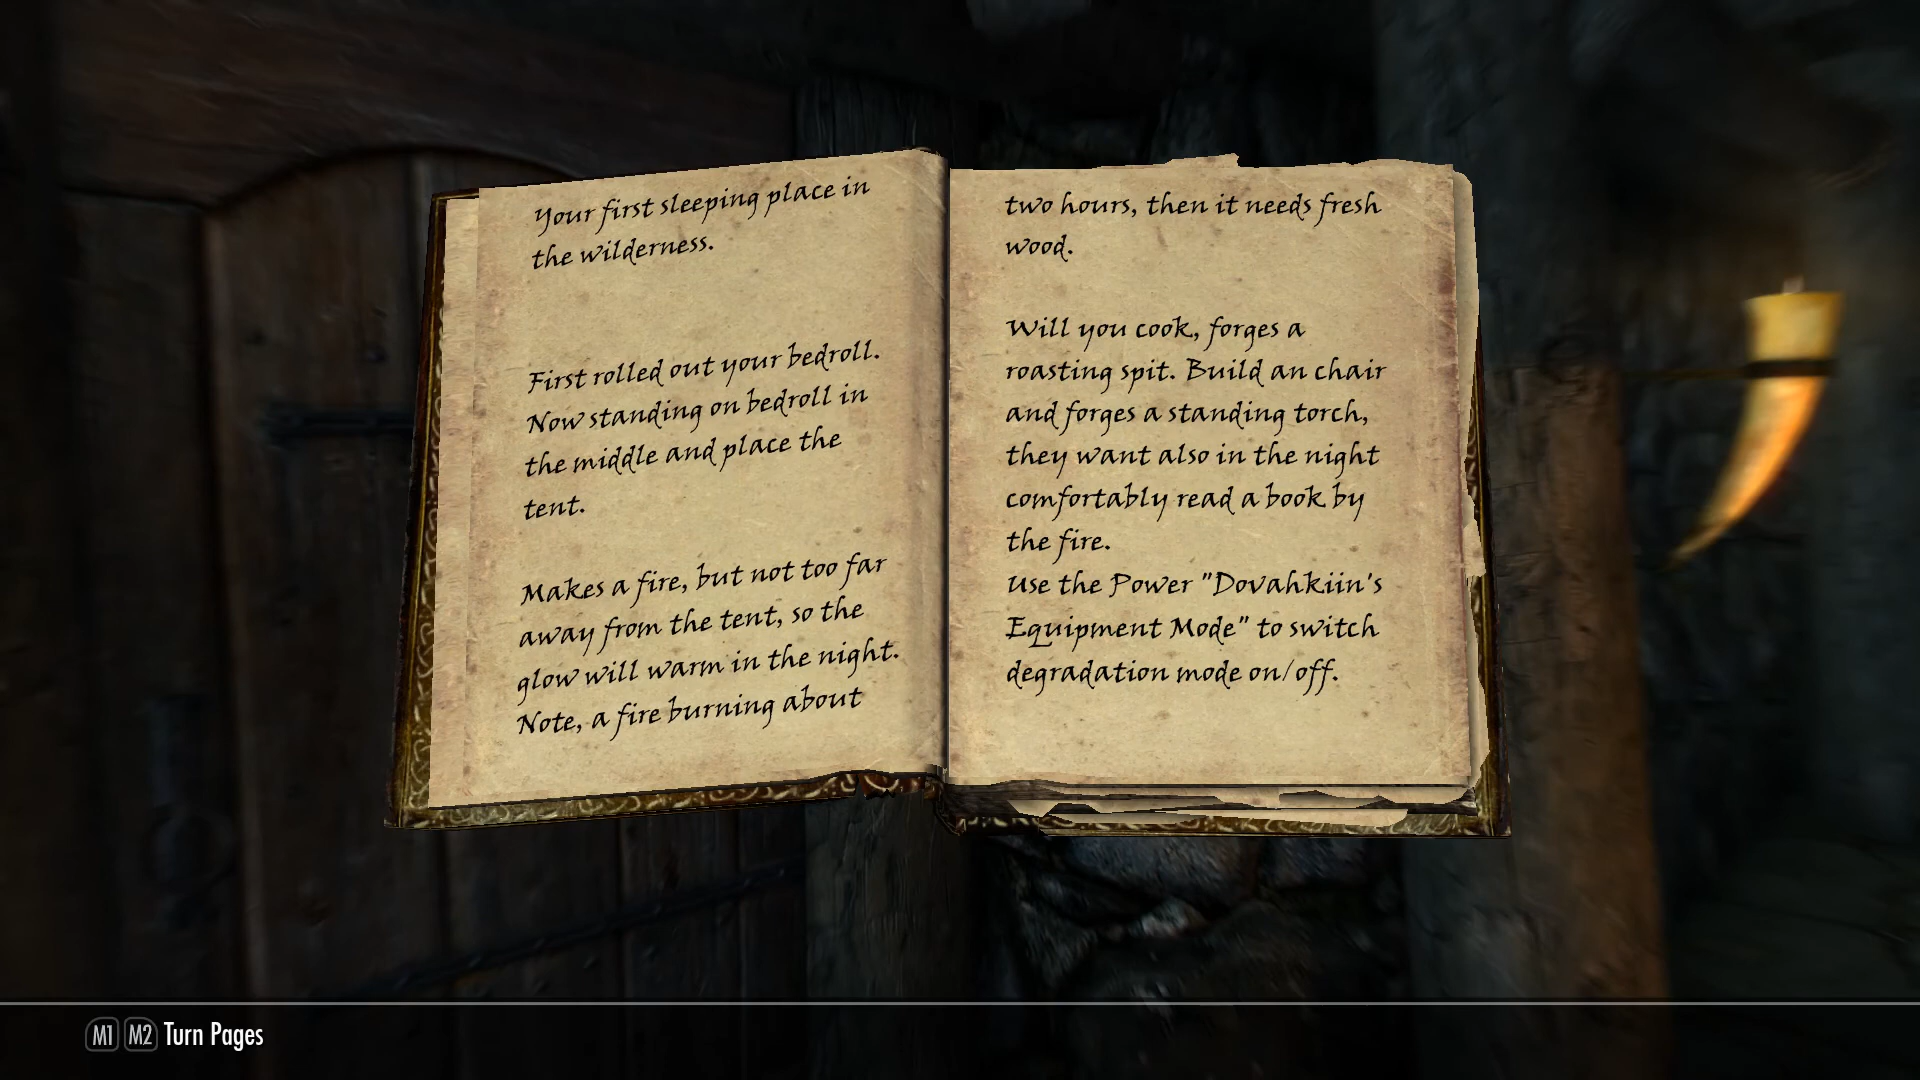 Your first sleeping place in
the wilderness.
First rolled out your bedroll.
Now standing on bedroll in
the middle and place the
tent.
Makes a fire, but not too far
away from the tent, so the
glow will warm in the night.
Note, a fire burning about
two hours, then it needs fresh
wood.
Will you cook, forges a
roasting spit. Build an chair
and forges a standing torch,
they want also in the night
comfortably read a book by
the fire.
Use the Power "Dovahkiin's
Equipment Mode" to switch
degradation mode on/off.
M1 M2 Turn Pages